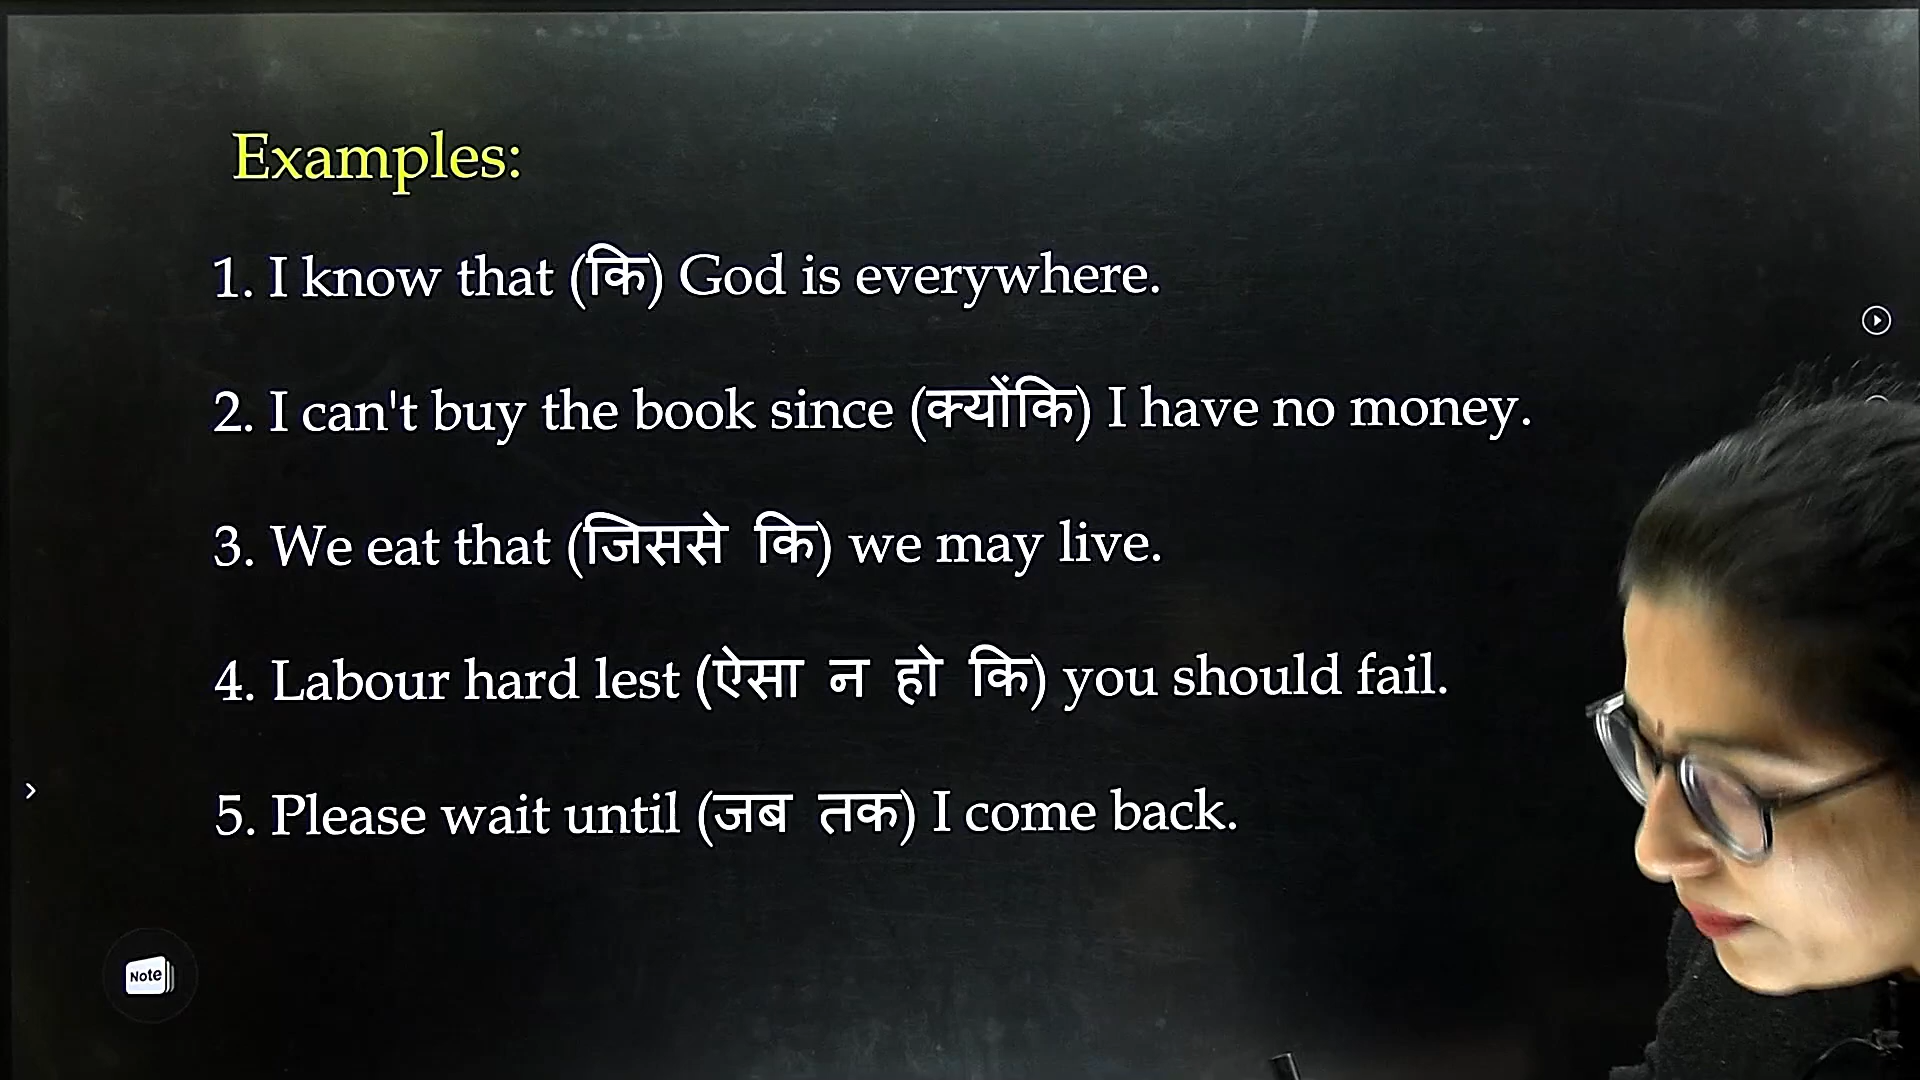 Examples:
1. I know that (कि) God is everywhere.
2. I can't buy the book since (क्योंकि) I have no money.
3. We eat that (जिससे कि) we may live.
4. Labour hard lest (ऐसा न हो कि) you should fail.
5. Please wait until (जब तक) I come back.
Note